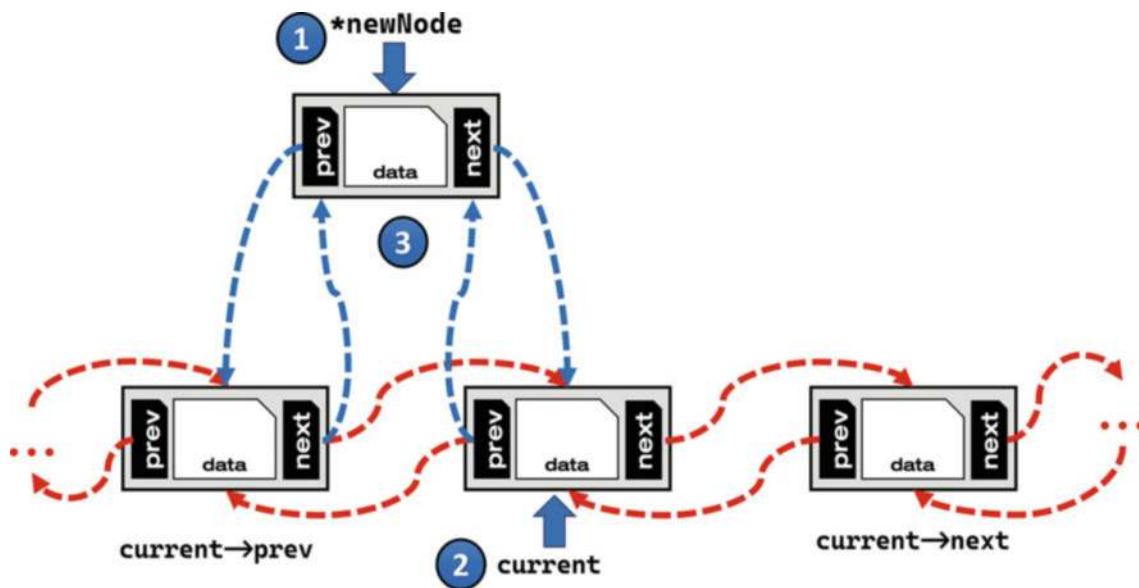 1 *newNode
prev data next
3
prev data next
prev data next
prev data next
... ...
current→prev
2 current
current→next